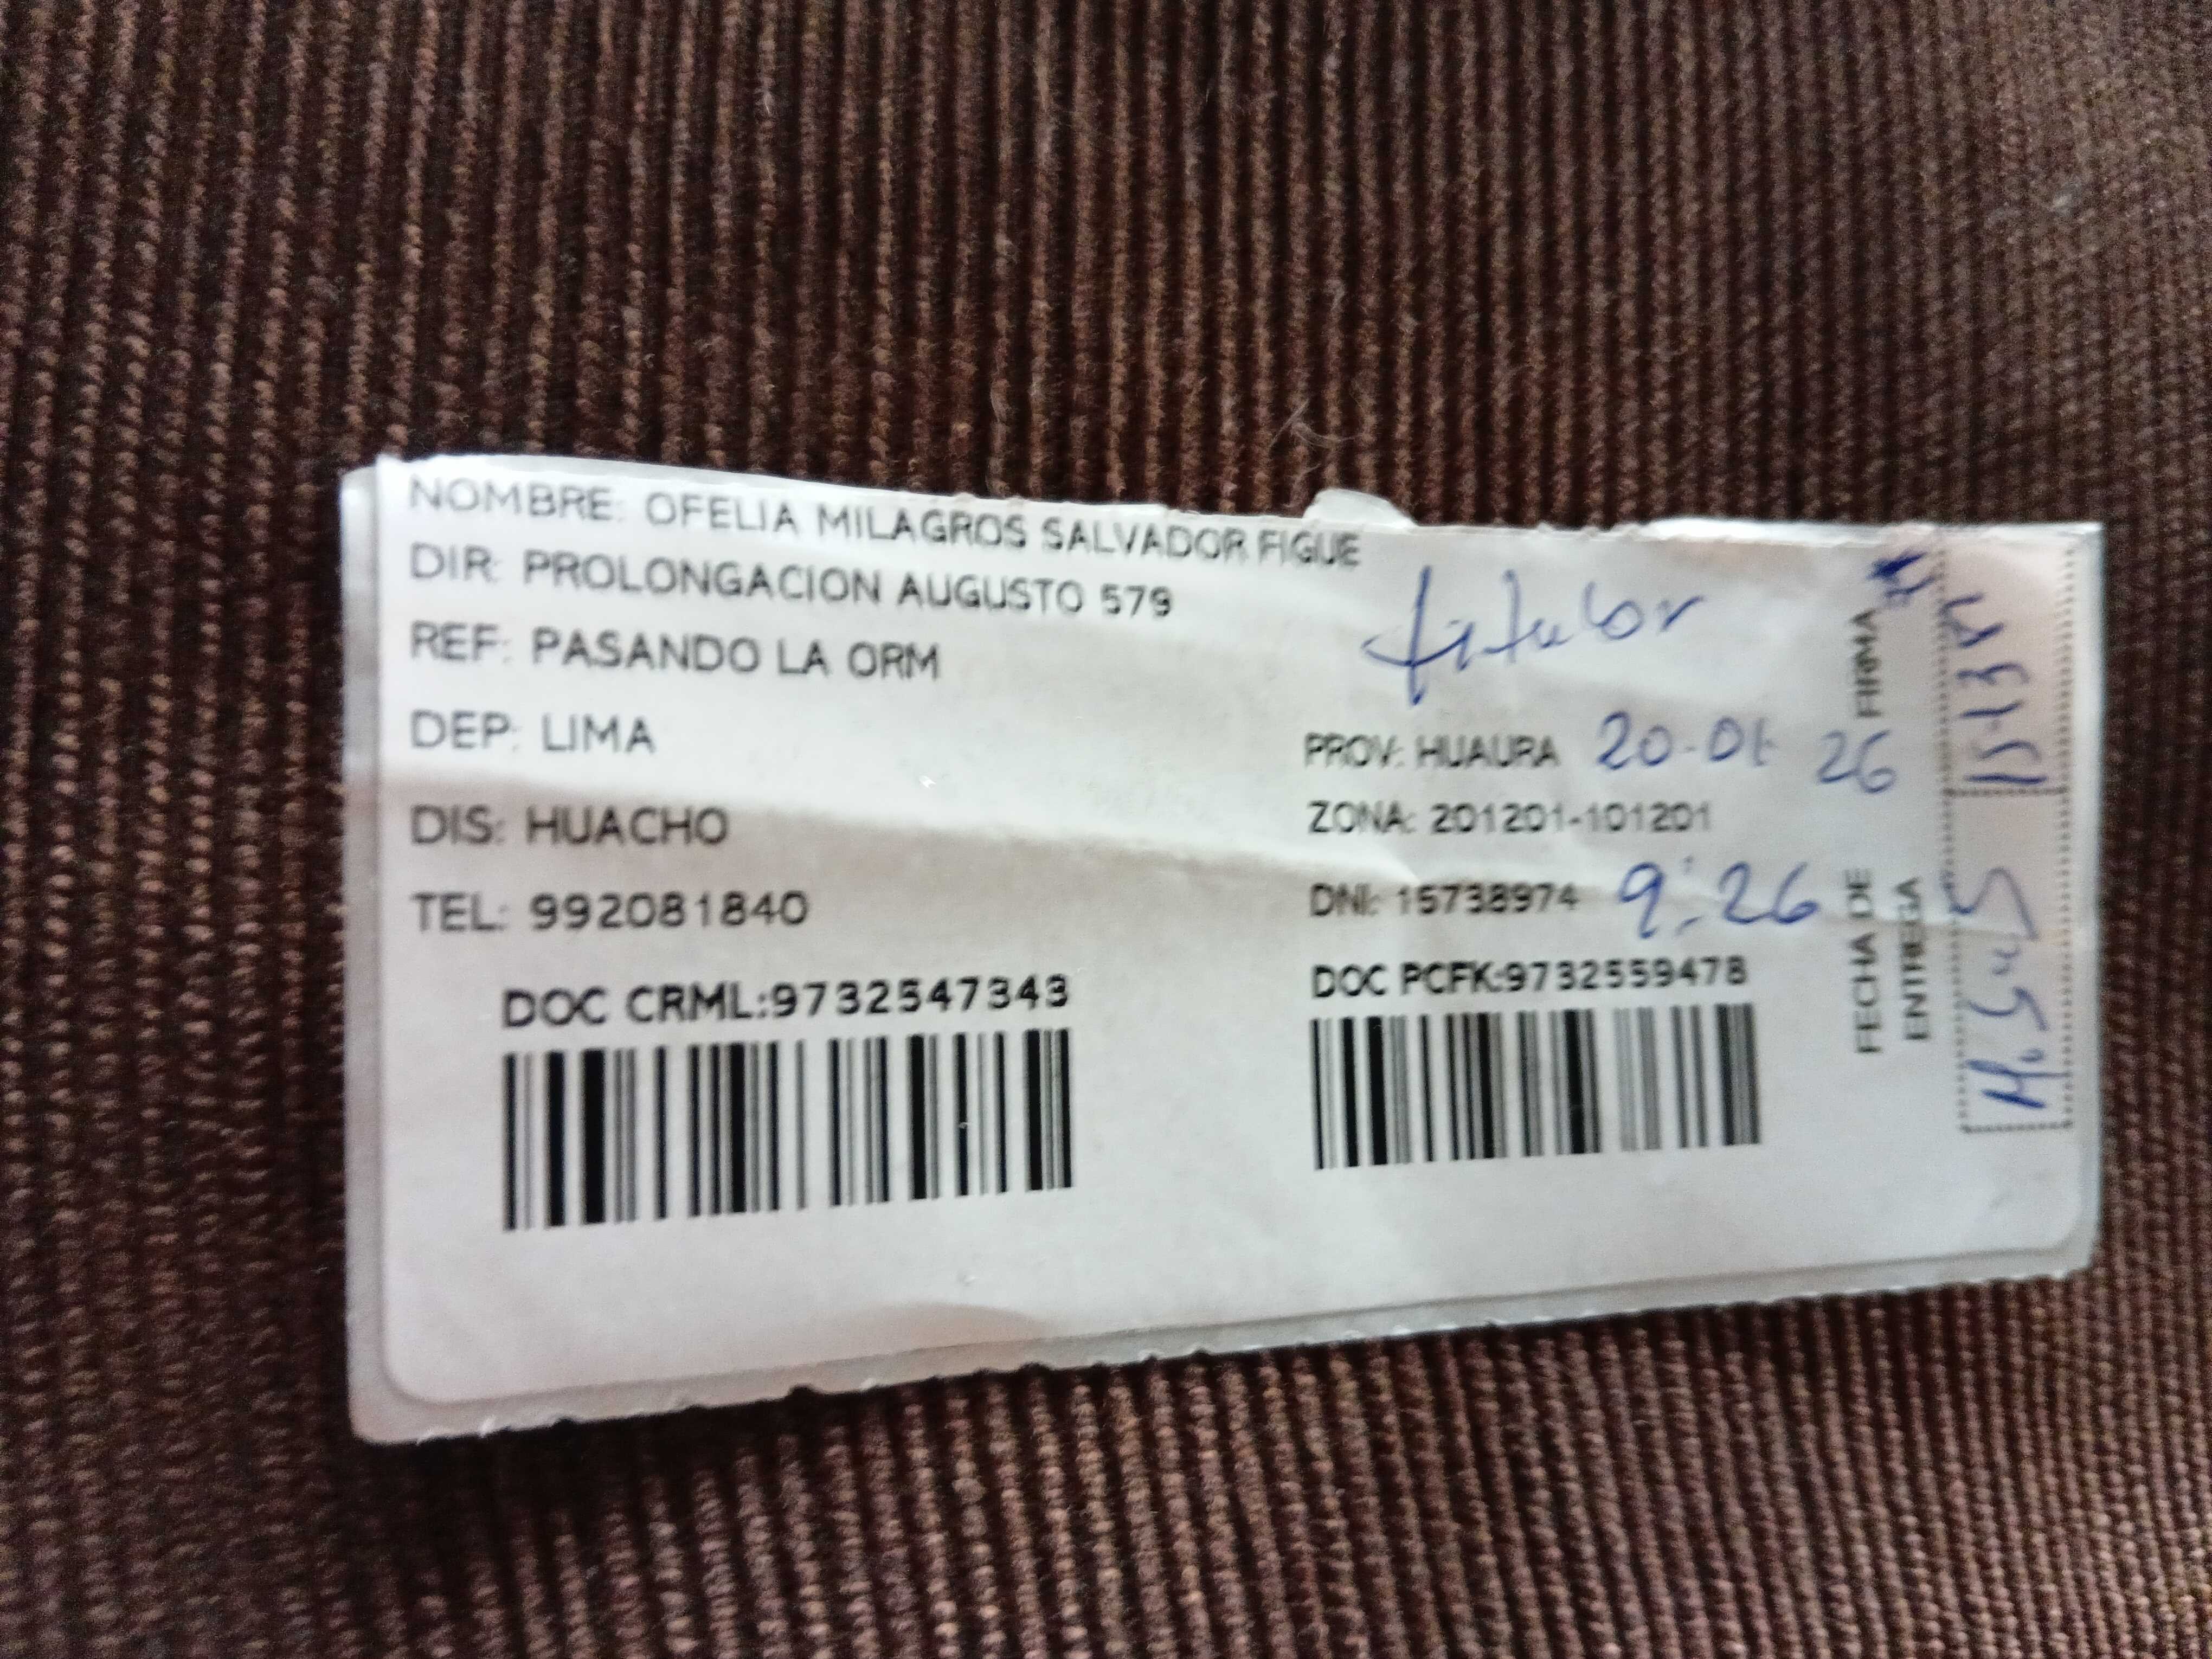 NOMBRE: OFELIA MILAGROS SALVADOR FIGUE
DIR: PROLONGACION AUGUSTO 579
REF: PASANDO LA ORM
titular
DEP: LIMA
PROV: HUAURA 20-01 26
DIS: HUACHO
ZONA: 201201-101201
TEL: 992081840
DNI: 15738974 9:26
DOC CRML:9732547343
DOC PCFK:9732559478
FIRMA
FECHA DE
ENTREGA